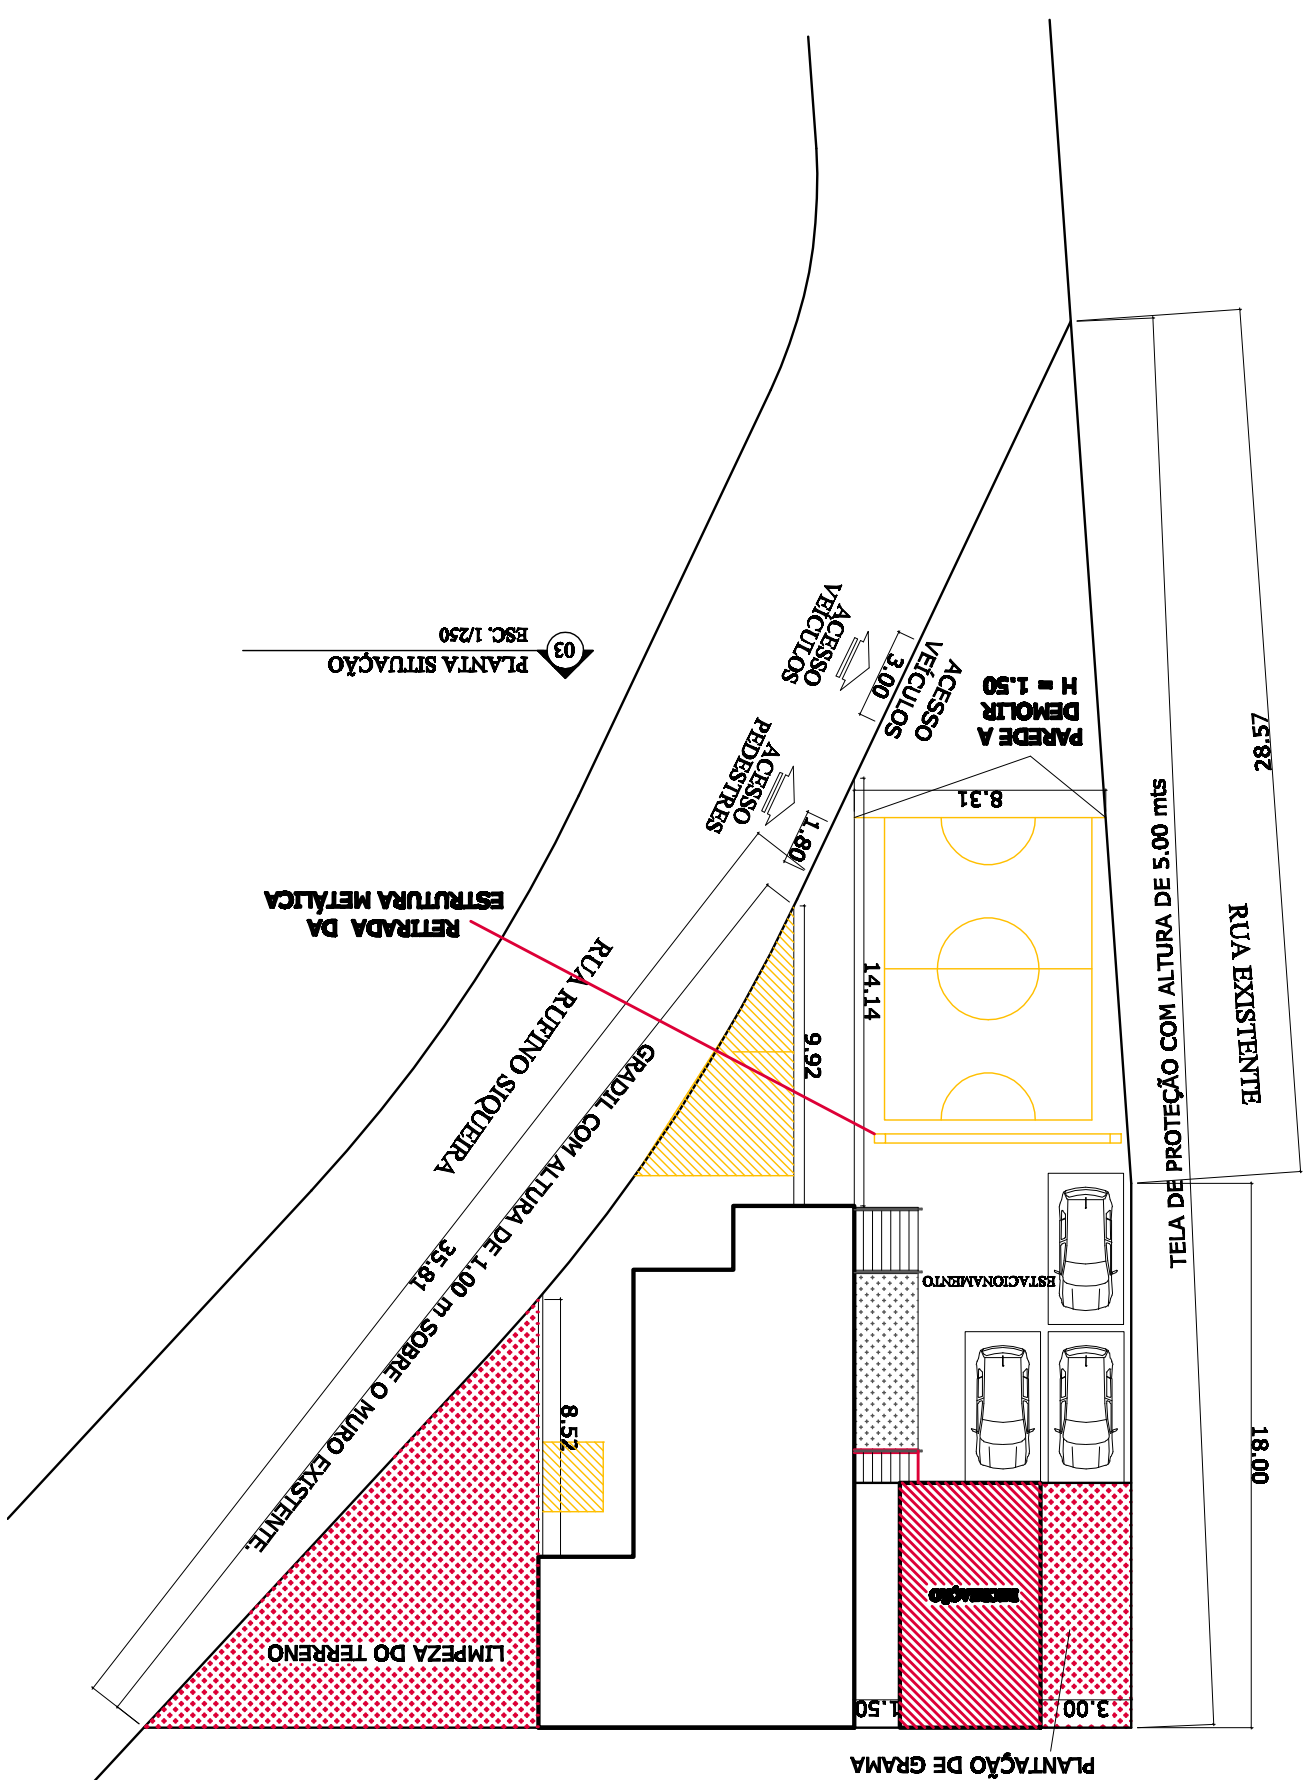 ACESSO
VEÍCULOS
3.00
ACESSO
VEÍCULOS
03
PLANTA SITUAÇÃO
ESC. 1/250
PAREDE A
DEMOLIR
H = 1.50
28.57
ACESSO
PEDESTRES
1.80
8.31
TELA DE PROTEÇÃO COM ALTURA DE 5.00 mts
RUA EXISTENTE
RETIRADA DA
ESTRUTURA METÁLICA
RUA RUFINO SIQUEIRA
14.14
9.92
GRADIL COM ALTURA DE 1.00 m SOBRE O MURO EXISTENTE.
35.81
ESTACIONAMENTO
8.52
18.00
RECREAÇÃO
LIMPEZA DO TERRENO
1.50
3.00
PLANTAÇÃO DE GRAMA